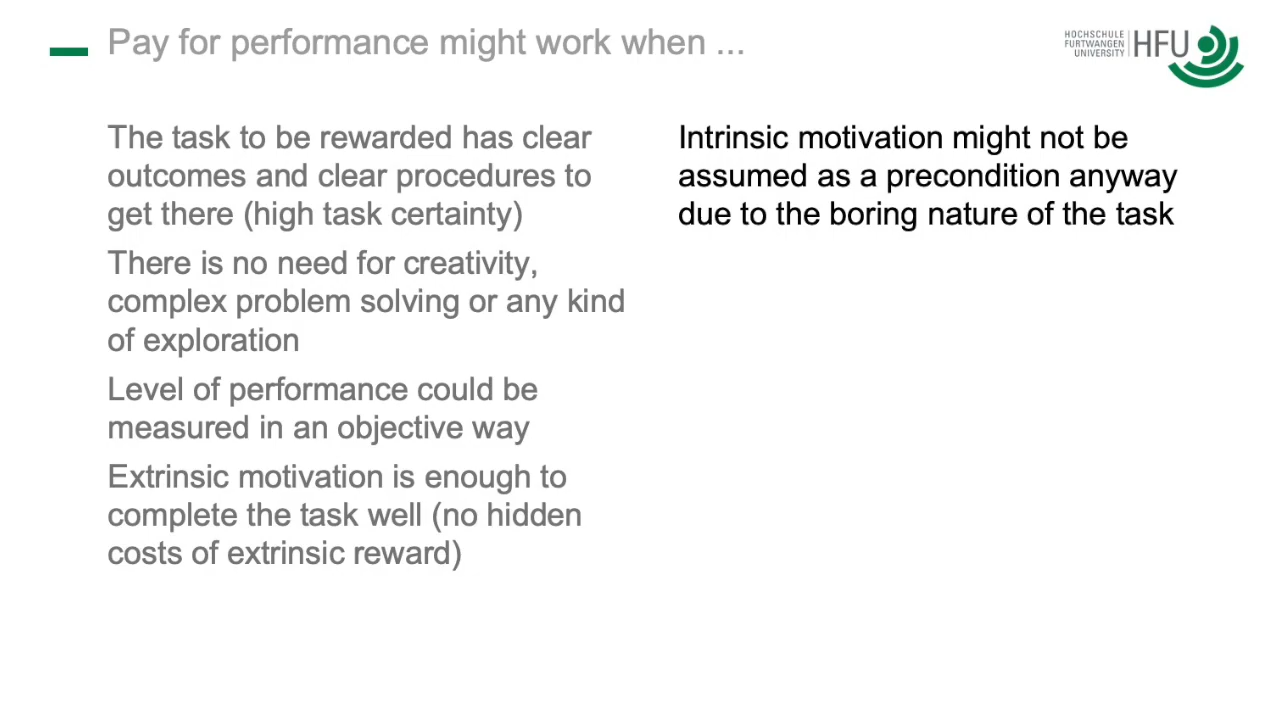 Pay for performance might work when ...
HOCHSCHULE
FURTWANGEN
UNIVERSITY
HFU
The task to be rewarded has clear
outcomes and clear procedures to
get there (high task certainty)
There is no need for creativity,
complex problem solving or any kind
of exploration
Level of performance could be
measured in an objective way
Extrinsic motivation is enough to
complete the task well (no hidden
costs of extrinsic reward)
Intrinsic motivation might not be
assumed as a precondition anyway
due to the boring nature of the task